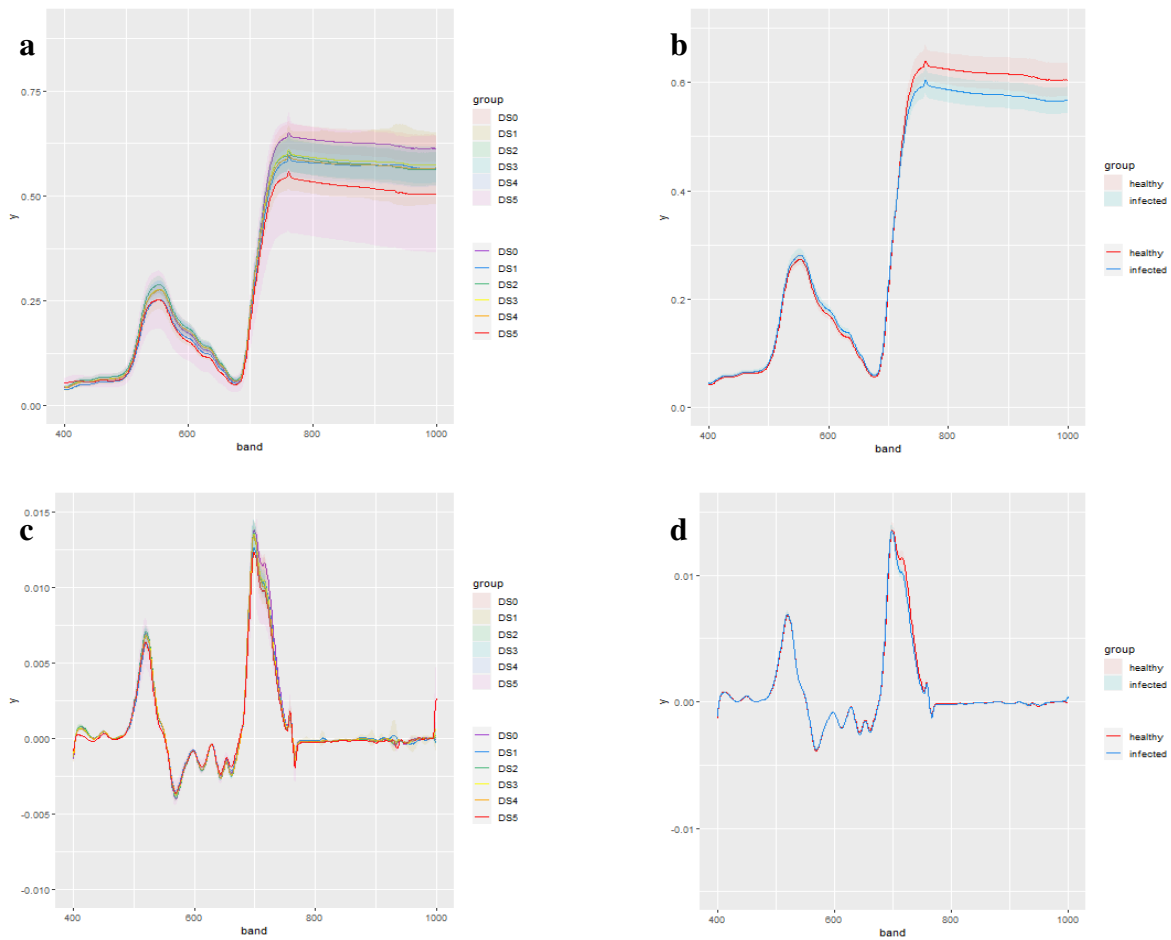 a
0.75
0.50
0.25
0.00
y
400
600
800
1000
band
group
DS0
DS1
DS2
DS3
DS4
DS5
DS0
DS1
DS2
DS3
DS4
DS5
b
0.6
0.4
0.2
0.0
y
400
600
800
1000
band
group
healthy
infected
healthy
infected
c
0.015
0.010
0.005
0.000
-0.005
-0.010
y
400
600
800
1000
band
group
DS0
DS1
DS2
DS3
DS4
DS5
DS0
DS1
DS2
DS3
DS4
DS5
d
0.01
0.00
-0.01
y
400
600
800
1000
band
group
healthy
infected
healthy
infected